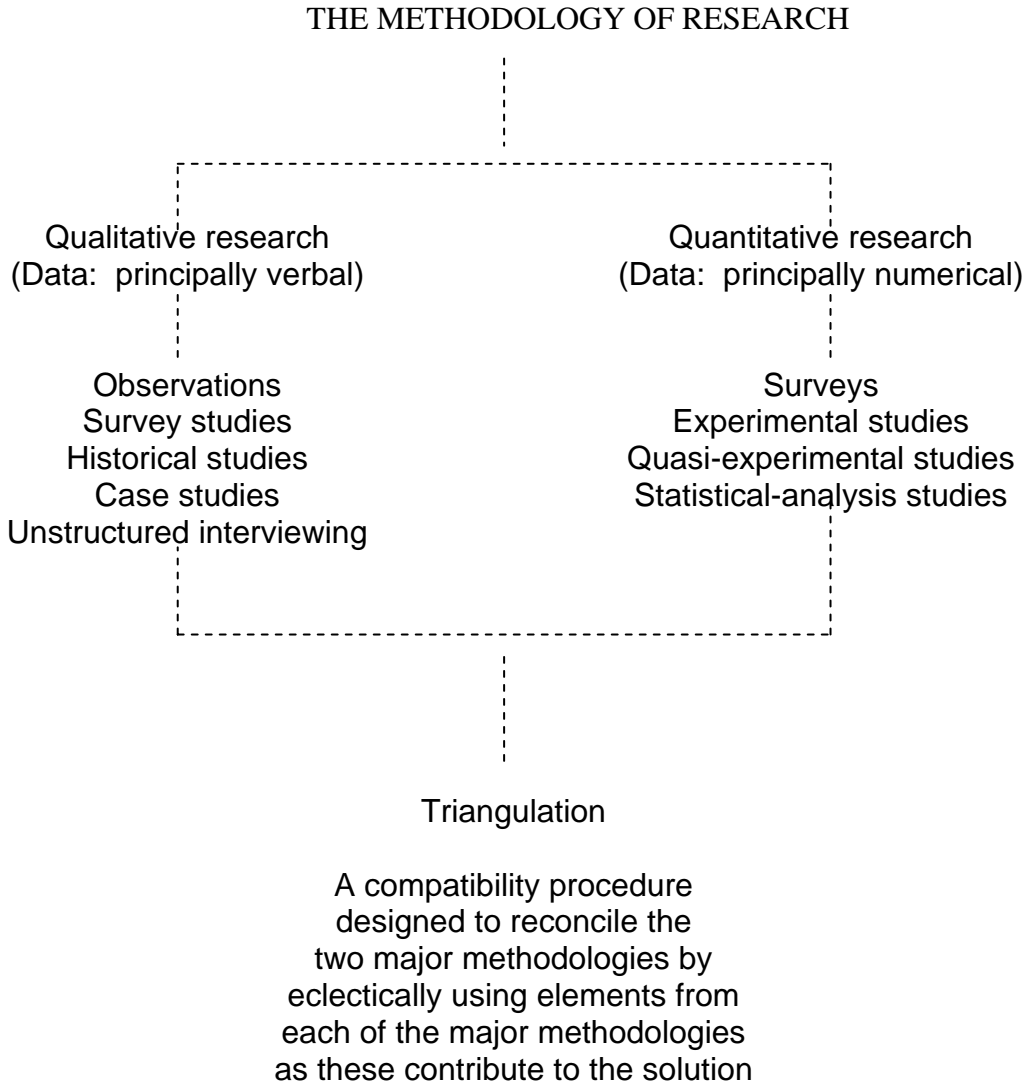 THE METHODOLOGY OF RESEARCH
Qualitative research
(Data:  principally verbal)
Quantitative research
(Data:  principally numerical)
Observations
Survey studies
Historical studies
Case studies
Unstructured interviewing
Surveys
Experimental studies
Quasi-experimental studies
Statistical-analysis studies
Triangulation
A compatibility procedure
designed to reconcile the
two major methodologies by
eclectically using elements from
each of the major methodologies
as these contribute to the solution